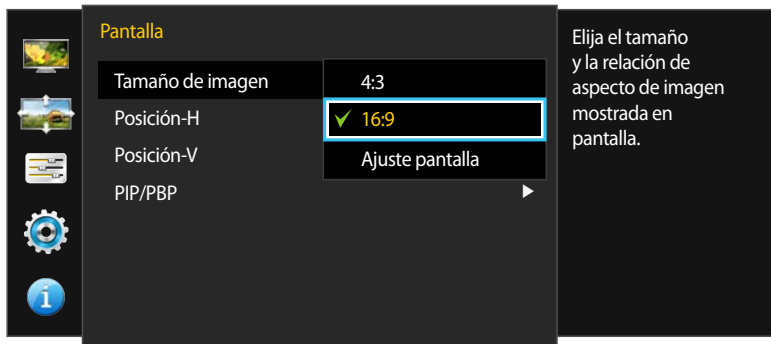 Pantalla
Tamaño de imagen
Posición-H
Posición-V
PIP/PBP
4:3
16:9
Ajuste pantalla
Elija el tamaño
y la relación de
aspecto de imagen
mostrada en
pantalla.